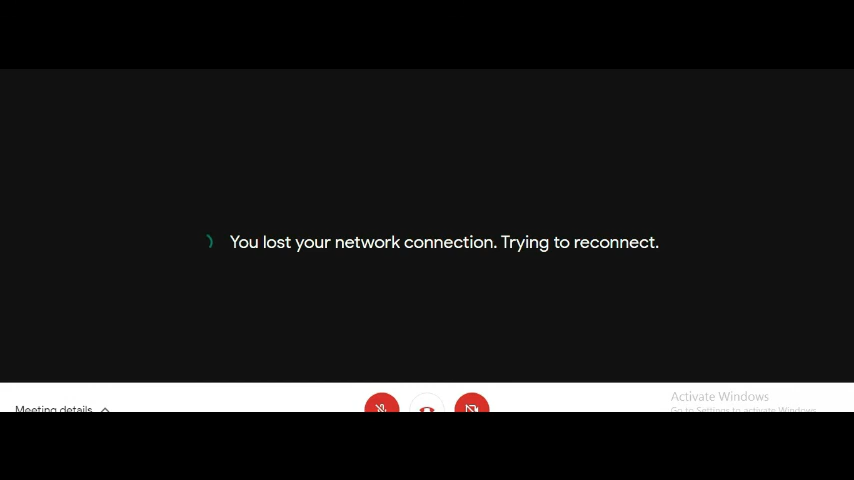 You lost your network connection. Trying to reconnect.
Meeting details
Activate Windows
Go to Settings to activate Windows.